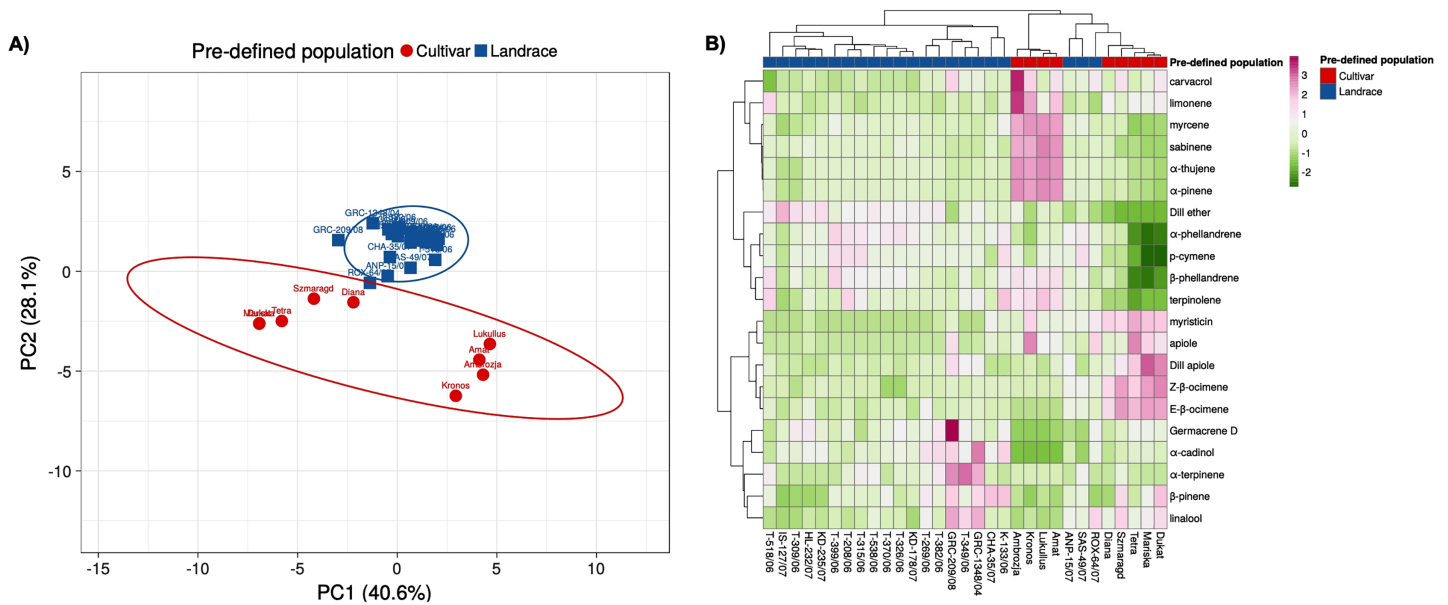 A)
Pre-defined population Cultivar Landrace
5
0
-5
-10
-15
-10
-5
0
5
10
PC2 (28.1%)
PC1 (40.6%)
GRC-1348/04
GRC-209/08
CHA-35/07
SAS-49/07
ANP-15/07
ROX-64/07
Szmaragd
Diana
Tetra
Lukullus
Amat
Ambrozja
Kronos
B)
Pre-defined population
carvacrol
limonene
myrcene
sabinene
α-thujene
α-pinene
Dill ether
α-phellandrene
p-cymene
β-phellandrene
terpinolene
myristicin
apiole
Dill apiole
Z-β-ocimene
E-β-ocimene
Germacrene D
α-cadinol
α-terpinene
β-pinene
linalool
T-518/06
IS-127/07
T-309/06
HL-232/07
KD-235/07
T-399/06
T-208/06
T-315/06
T-538/06
T-370/06
T-326/06
KD-178/07
T-269/06
T-382/06
GRC-209/08
T-349/06
GRC-1348/04
CHA-35/07
K-133/06
Ambrozja
Kronos
Lukullus
Amat
ANP-15/07
SAS-49/07
ROX-64/07
Diana
Szmaragd
Tetra
Mariska
Dukat
3
2
1
0
-1
-2
Pre-defined population
Cultivar
Landrace